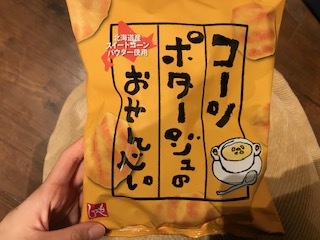 コーン
ポタージュの
おせんべい
北海道産
スイートコーン
パウダー使用